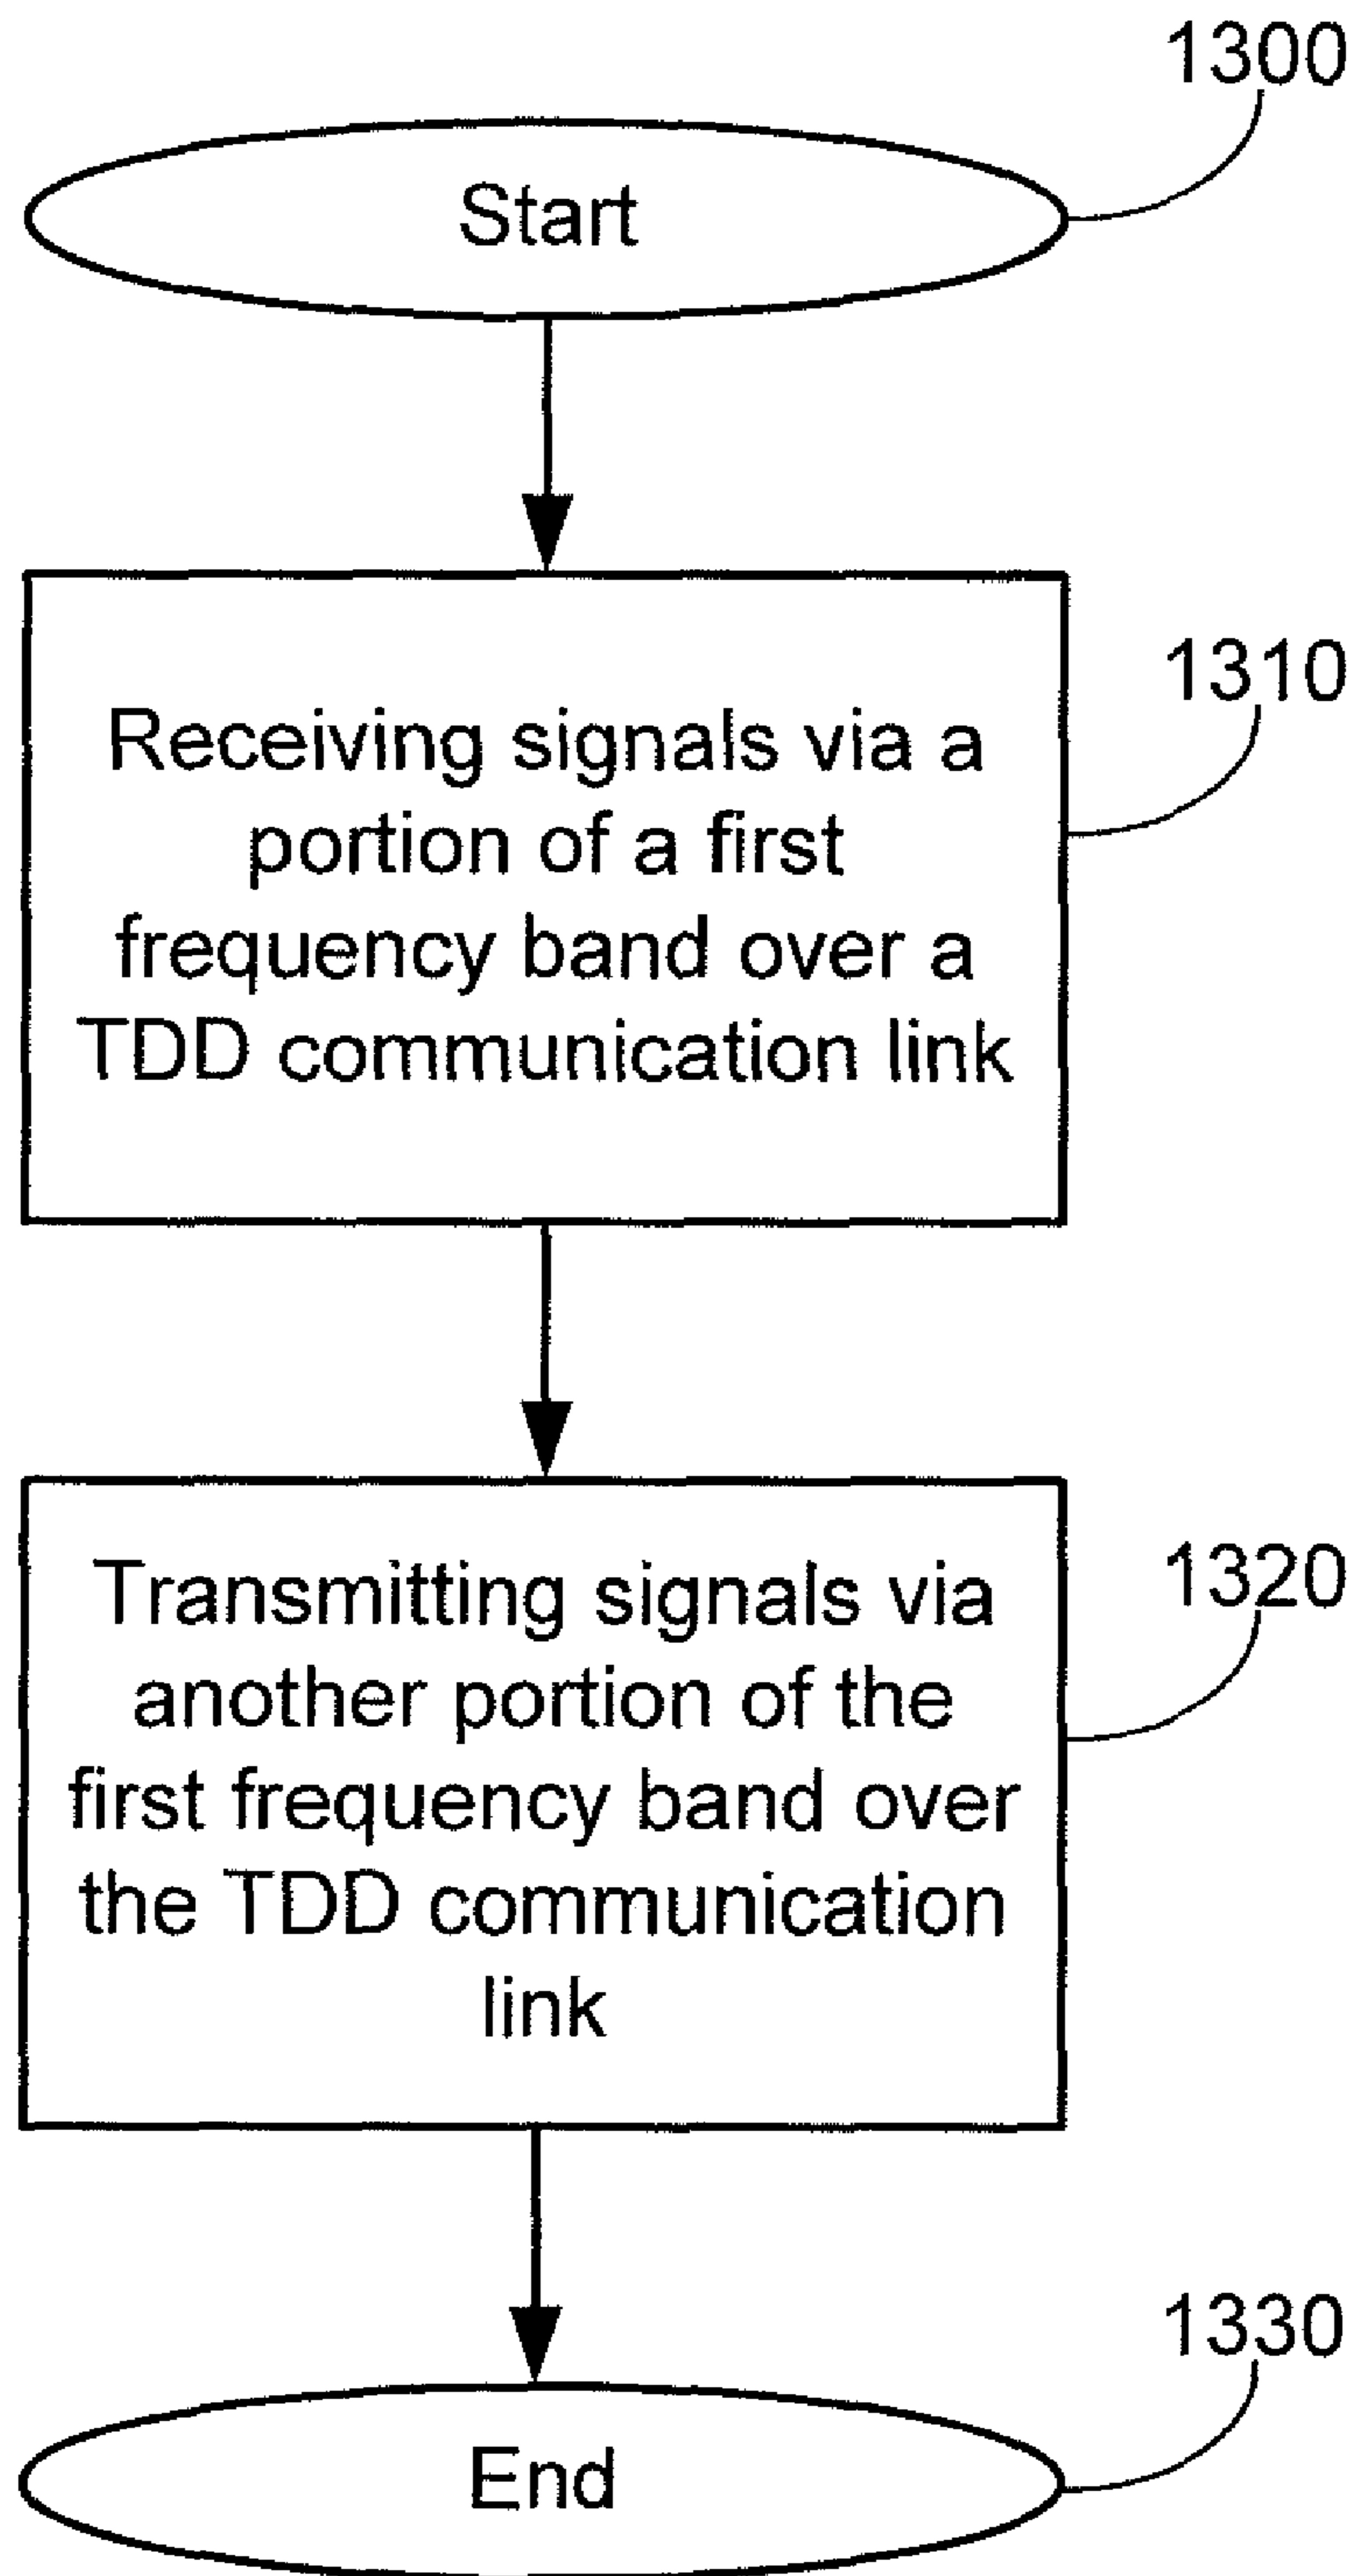 1300
Start
1310
Receiving signals via a
portion of a first
frequency band over a
TDD communication link
1320
Transmitting signals via
another portion of the
first frequency band over
the TDD communication
link
1330
End